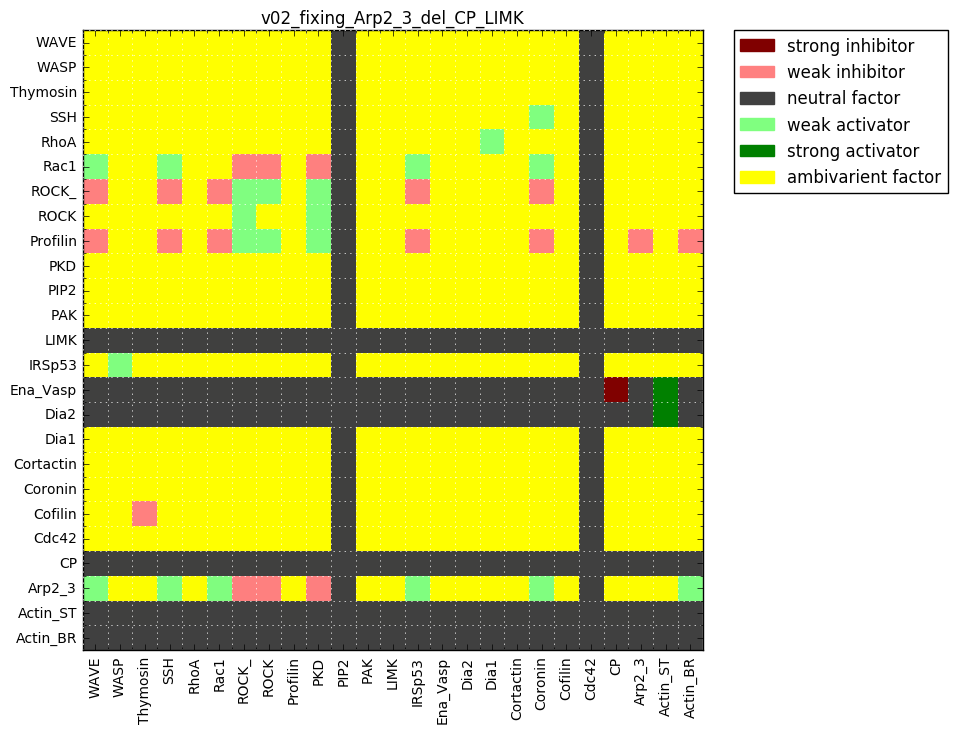 v02_fixing_Arp2_3_del_CP_LIMK
strong inhibitor
weak inhibitor
neutral factor
weak activator
strong activator
ambivarient factor
WAVE
WASP
Thymosin
SSH
RhoA
Rac1
ROCK_
ROCK
Profilin
PKD
PIP2
PAK
LIMK
IRSp53
Ena_Vasp
Dia2
Dia1
Cortactin
Coronin
Cofilin
Cdc42
CP
Arp2_3
Actin_ST
Actin_BR
WAVE
WASP
Thymosin
SSH
RhoA
Rac1
ROCK_
ROCK
Profilin
PKD
PIP2
PAK
LIMK
IRSp53
Ena_Vasp
Dia2
Dia1
Cortactin
Coronin
Cofilin
Cdc42
CP
Arp2_3
Actin_ST
Actin_BR